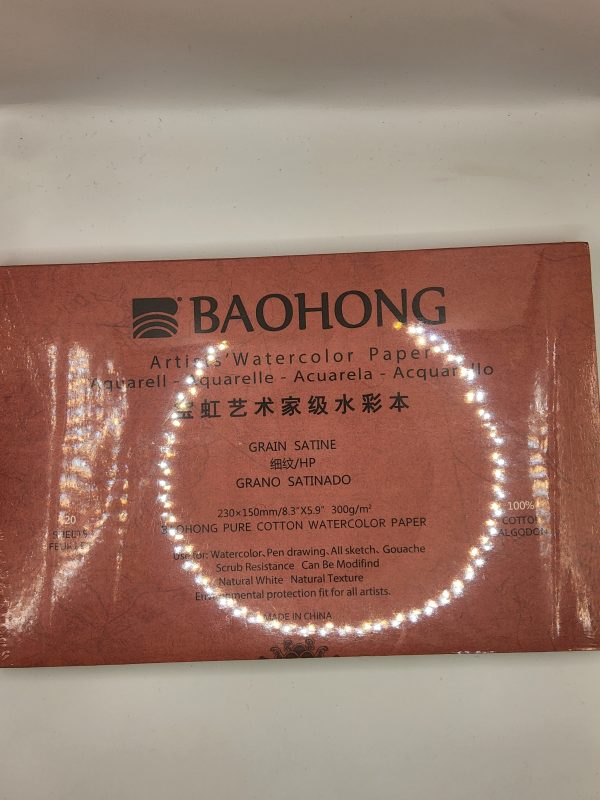 BAOHONG
Artists' Watercolor Paper
Aquarell - Aquarelle - Acuarela - Acquarello
宝虹艺术家级水彩本
GRAIN SATINE
细纹/HP
GRANO SATINADO
230×150mm/8.3"X5.9" 300g/m²
BAOHONG PURE COTTON WATERCOLOR PAPER
20
SHEETS
100%
COTTON
ALGODON
Use for: Watercolor、Pen drawing、All sketch、Gouache
Scrub Resistance Can Be Modifind
Natural White Natural Texture
Environmental protection fit for all artists.
MADE IN CHINA